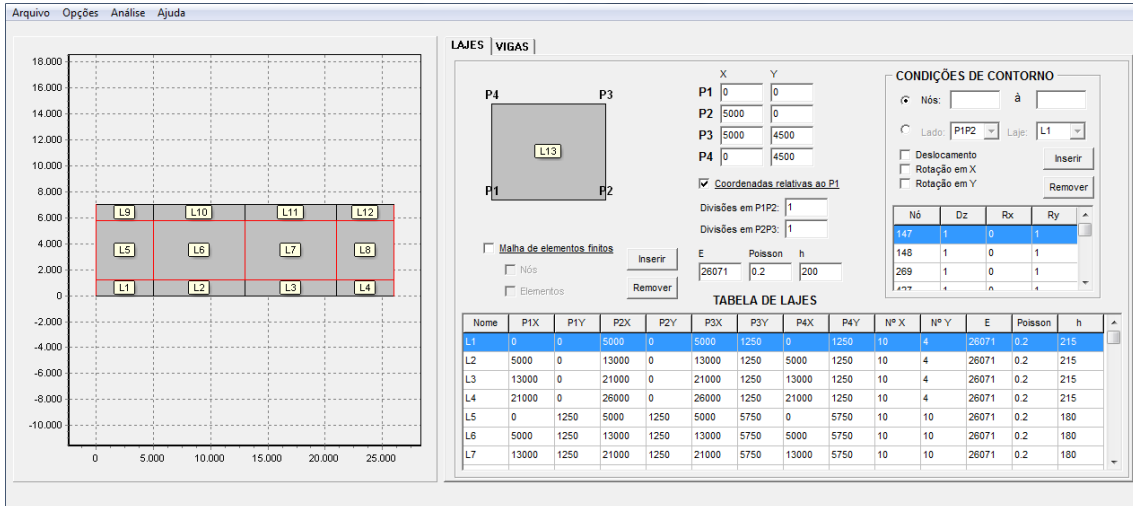 Arquivo Opções Análise Ajuda
18.000
16.000
14.000
12.000
10.000
8.000
6.000
4.000
2.000
0
-2.000
-4.000
-6.000
-8.000
-10.000
0 5.000 10.000 15.000 20.000 25.000
L9 L10 L11 L12
L5 L6 L7 L8
L1 L2 L3 L4
LAJES VIGAS
P4 P3
L13
P1 P2
Malha de elementos finitos
Nós
Elementos
Inserir
Remover
X Y
P1 0 0
P2 5000 0
P3 5000 4500
P4 0 4500
Coordenadas relativas ao P1
Divisões em P1P2: 1
Divisões em P2P3: 1
E Poisson h
26071 0.2 200
CONDIÇÕES DE CONTORNO
Nós: à
Lado: P1P2 Laje: L1
Deslocamento
Rotação em X
Rotação em Y
Inserir
Remover
Nó Dz Rx Ry
147 1 0 1
148 1 0 1
269 1 0 1
427 1 0 1
TABELA DE LAJES
Nome P1X P1Y P2X P2Y P3X P3Y P4X P4Y Nº X Nº Y E Poisson h
L1 0 0 5000 0 5000 1250 0 1250 10 4 26071 0.2 215
L2 5000 0 13000 0 13000 1250 5000 1250 10 4 26071 0.2 215
L3 13000 0 21000 0 21000 1250 13000 1250 10 4 26071 0.2 215
L4 21000 0 26000 0 26000 1250 21000 1250 10 4 26071 0.2 215
L5 0 1250 5000 1250 5000 5750 0 5750 10 10 26071 0.2 180
L6 5000 1250 13000 1250 13000 5750 5000 5750 10 10 26071 0.2 180
L7 13000 1250 21000 1250 21000 5750 13000 5750 10 10 26071 0.2 180